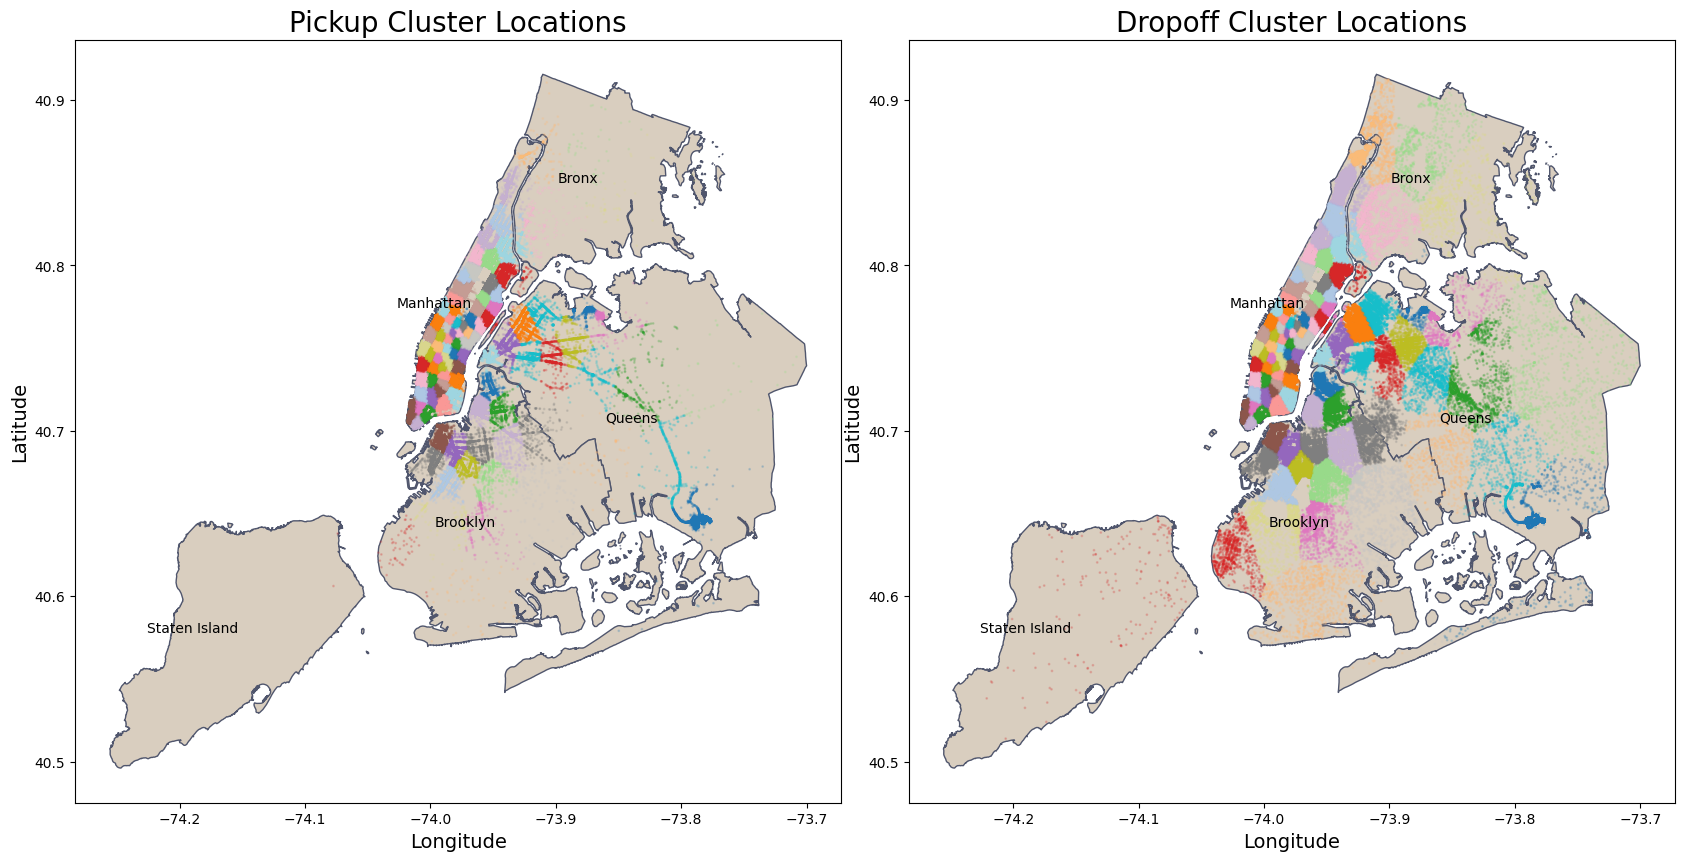 Pickup Cluster Locations
Latitude
40.9
40.8
40.7
40.6
40.5
Bronx
Manhattan
Queens
Brooklyn
Staten Island
−74.2 −74.1 −74.0 −73.9 −73.8 −73.7
Longitude
Dropoff Cluster Locations
Latitude
40.9
40.8
40.7
40.6
40.5
Bronx
Manhattan
Queens
Brooklyn
Staten Island
−74.2 −74.1 −74.0 −73.9 −73.8 −73.7
Longitude